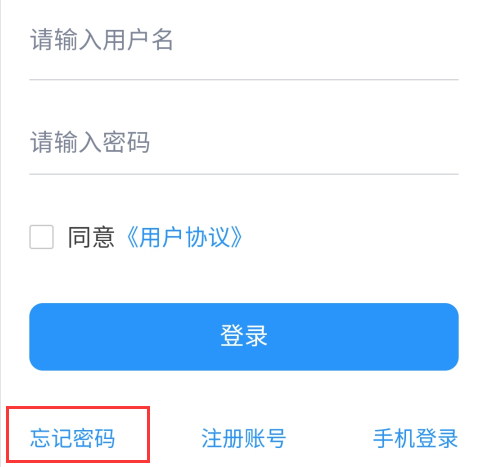 请输入用户名
请输入密码
同意《用户协议》
登录
忘记密码 注册账号 手机登录